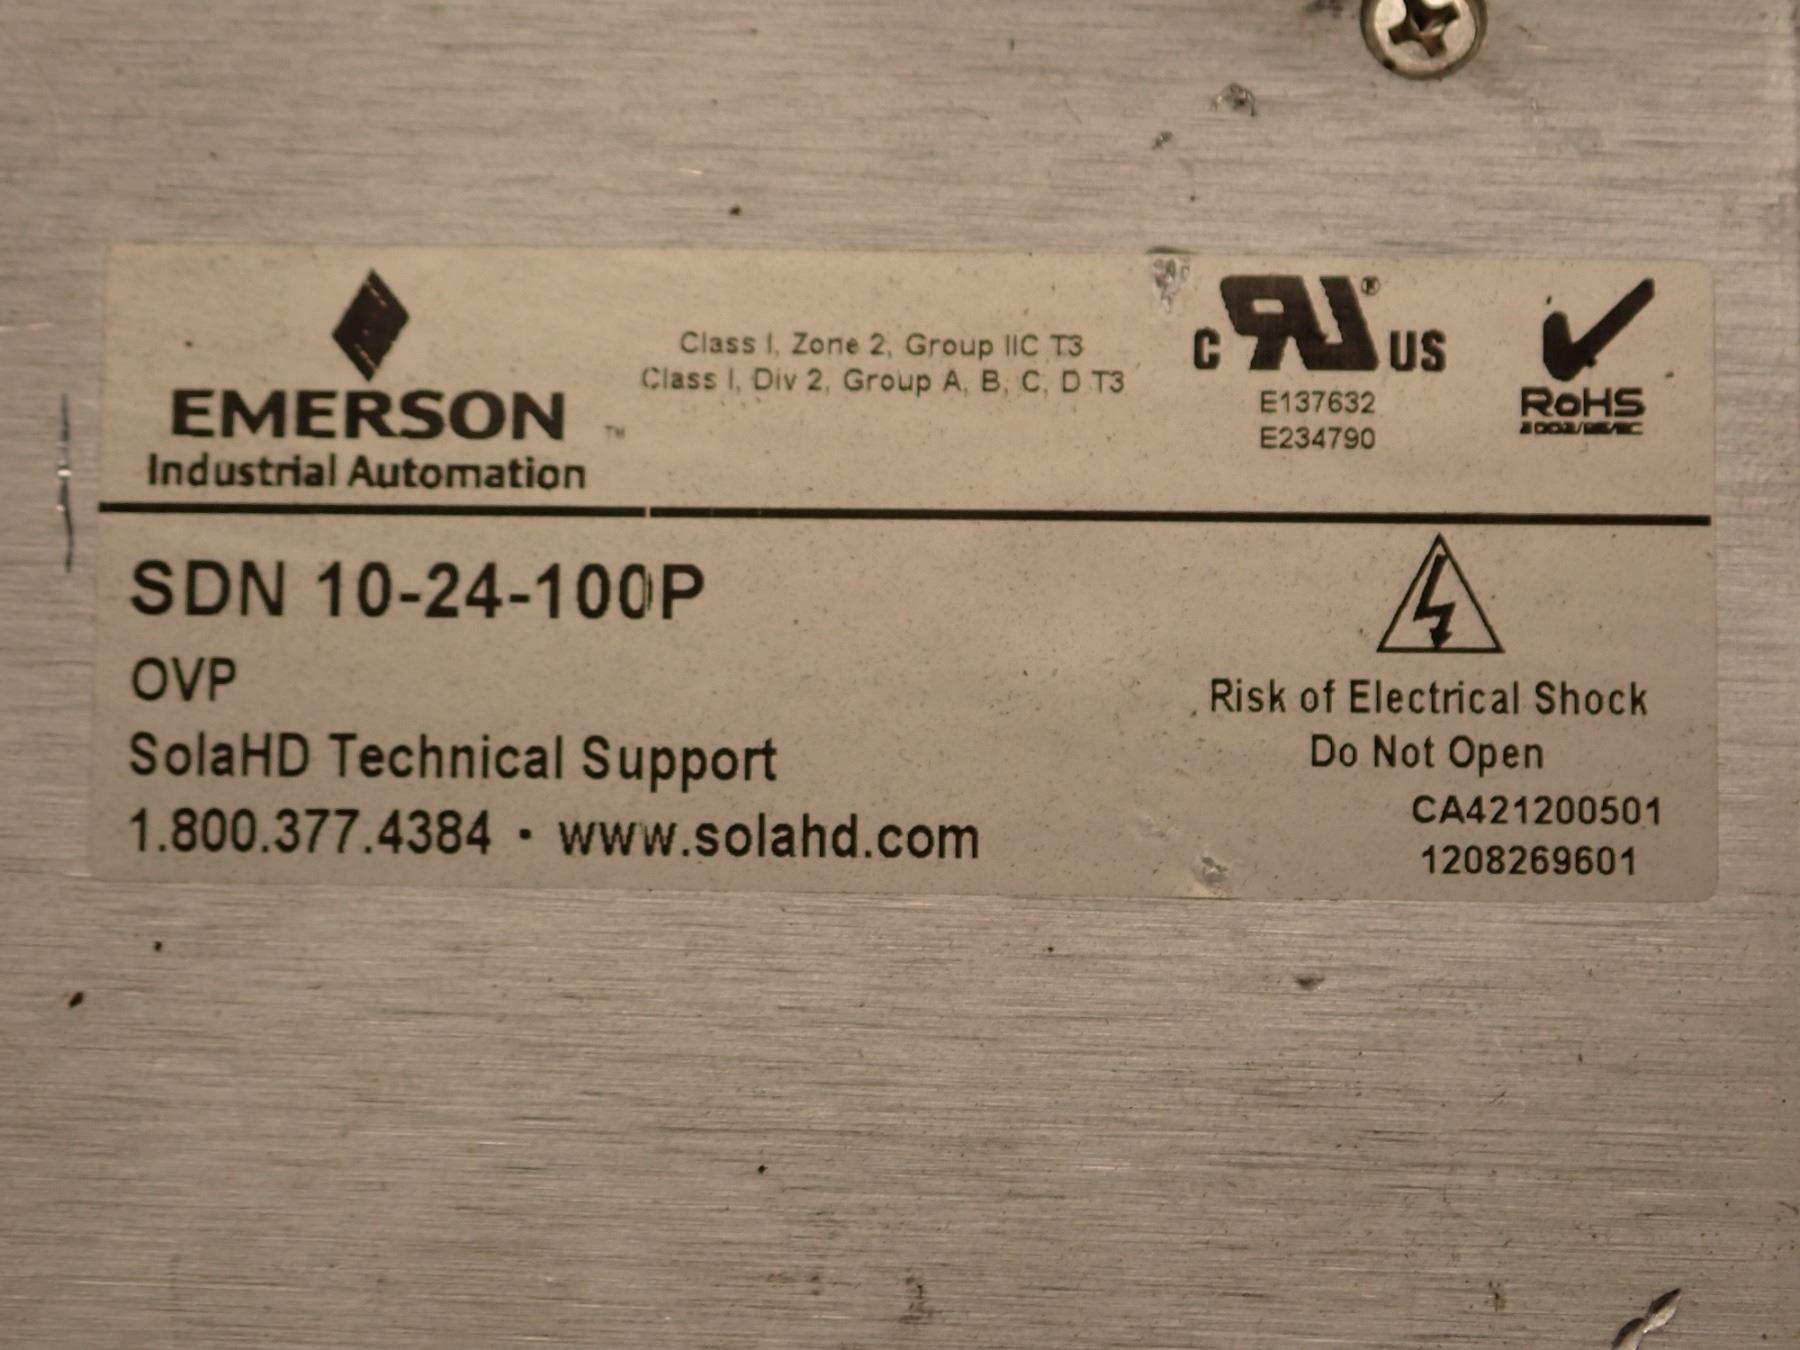 EMERSON ™
Industrial Automation
Class I, Zone 2, Group IIC T3
Class I, Div 2, Group A, B, C, D T3
C RU ® US
E137632
E234790
RoHS
SDN 10-24-100P
OVP
SolaHD Technical Support
1.800.377.4384 · www.solahd.com
Risk of Electrical Shock
Do Not Open
CA421200501
1208269601